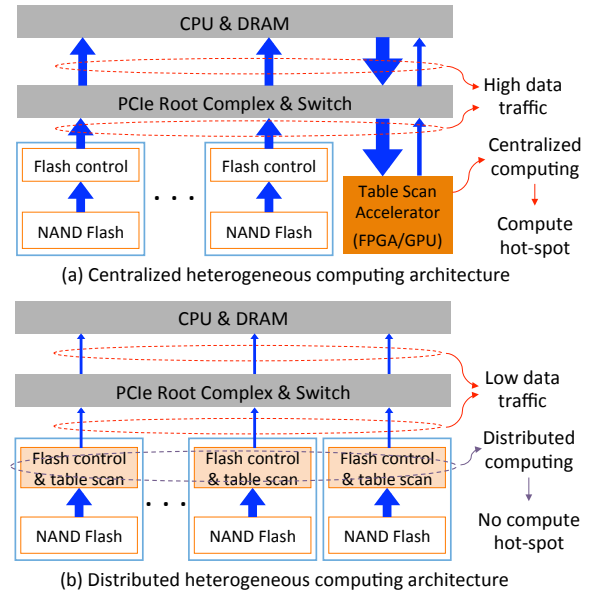 CPU & DRAM
PCIe Root Complex & Switch
High data
traffic
Flash control
NAND Flash
. . .
Flash control
NAND Flash
Table Scan
Accelerator
(FPGA/GPU)
Centralized
computing
Compute
hot-spot
(a) Centralized heterogeneous computing architecture
CPU & DRAM
PCIe Root Complex & Switch
Low data
traffic
Flash control
& table scan
NAND Flash
. . .
Flash control
& table scan
NAND Flash
Flash control
& table scan
NAND Flash
Distributed
computing
No compute
hot-spot
(b) Distributed heterogeneous computing architecture